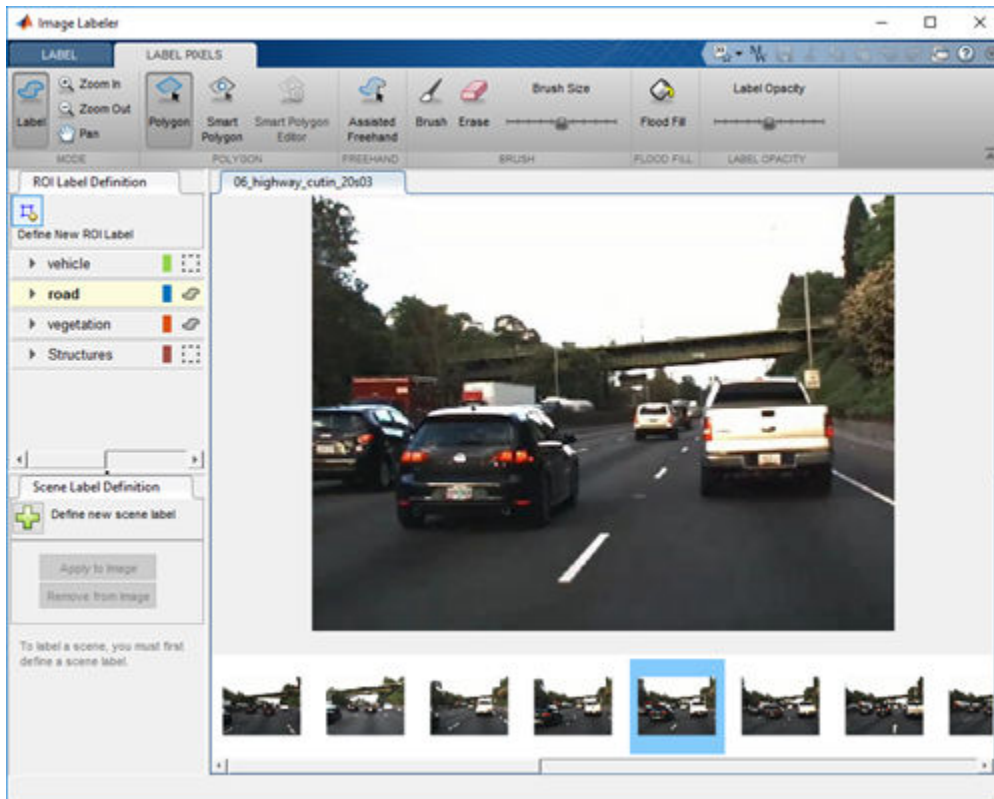 Image Labeler
LABEL
LABEL PIXELS
Label
Zoom In
Zoom Out
Pan
MODE
Polygon
Smart Polygon
Smart Polygon Editor
POLYGON
Assisted Freehand
FREEHAND
Brush
Erase
Brush Size
BRUSH
Flood Fill
FLOOD FILL
Label Opacity
LABEL OPACITY
ROI Label Definition
06_highway_cutin_20s03
Define New ROI Label
vehicle
road
vegetation
Structures
Scene Label Definition
Define new scene label
Apply to Image
Remove from Image
To label a scene, you must first
define a scene label.